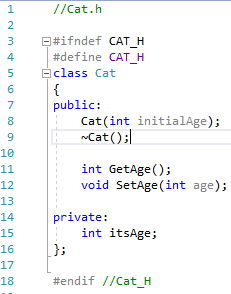 1 //Cat.h
2
3 #ifndef CAT_H
4 #define CAT_H
5 class Cat
6 {
7 public:
8     Cat(int initialAge);
9     ~Cat();
10
11     int GetAge();
12     void SetAge(int age);
13
14 private:
15     int itsAge;
16 };
17
18 #endif //Cat_H